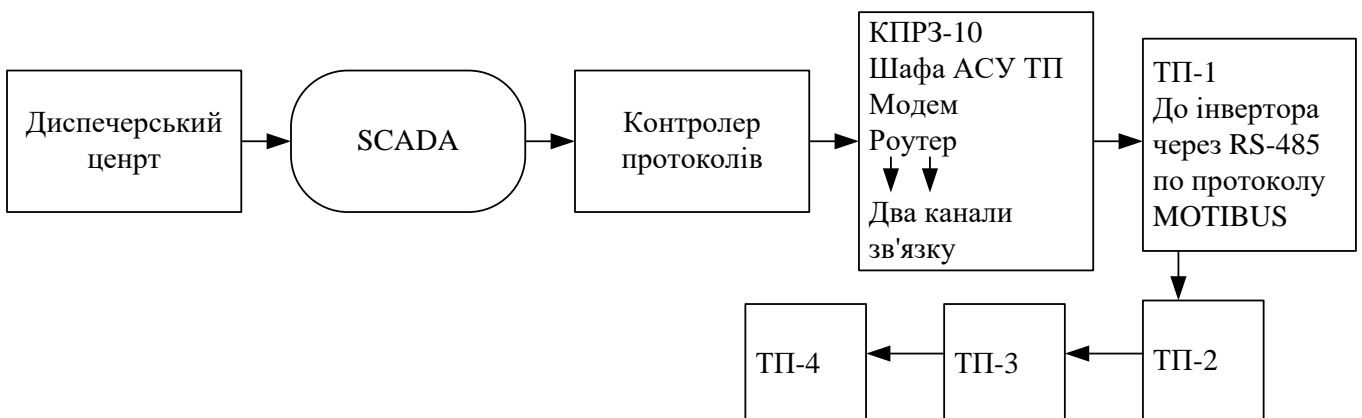 Диспечерський
ценрт
SCADA
Контролер
протоколів
КПРЗ-10
Шафа АСУ ТП
Модем
Роутер
Два канали
зв'язку
ТП-1
До інвертора
через RS-485
по протоколу
MOTIBUS
ТП-4
ТП-3
ТП-2